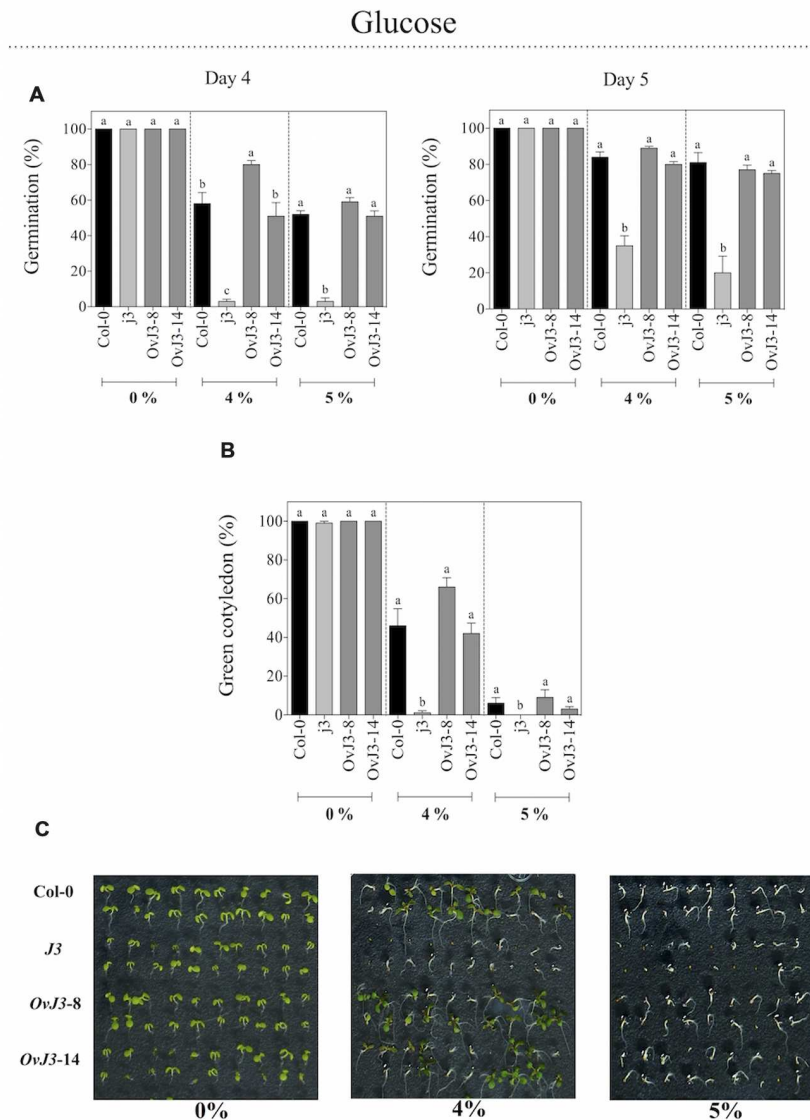 Glucose
Day 4
Day 5
A
Germination (%)
100
80
60
40
20
0
a a a a
b c a b
a b a a
Col-0 j3 OvJ3-8 OvJ3-14 Col-0 j3 OvJ3-8 OvJ3-14 Col-0 j3 OvJ3-8 OvJ3-14
0 % 4 % 5 %
Germination (%)
100
80
60
40
20
0
a a a a
a b a a
a b a a
Col-0 j3 OvJ3-8 OvJ3-14 Col-0 j3 OvJ3-8 OvJ3-14 Col-0 j3 OvJ3-8 OvJ3-14
0 % 4 % 5 %
B
Green cotyledon (%)
100
80
60
40
20
0
a a a a
a b a a
a b a a
Col-0 j3 OvJ3-8 OvJ3-14 Col-0 j3 OvJ3-8 OvJ3-14 Col-0 j3 OvJ3-8 OvJ3-14
0 % 4 % 5 %
C
Col-0
J3
OvJ3-8
OvJ3-14
0% 4% 5%